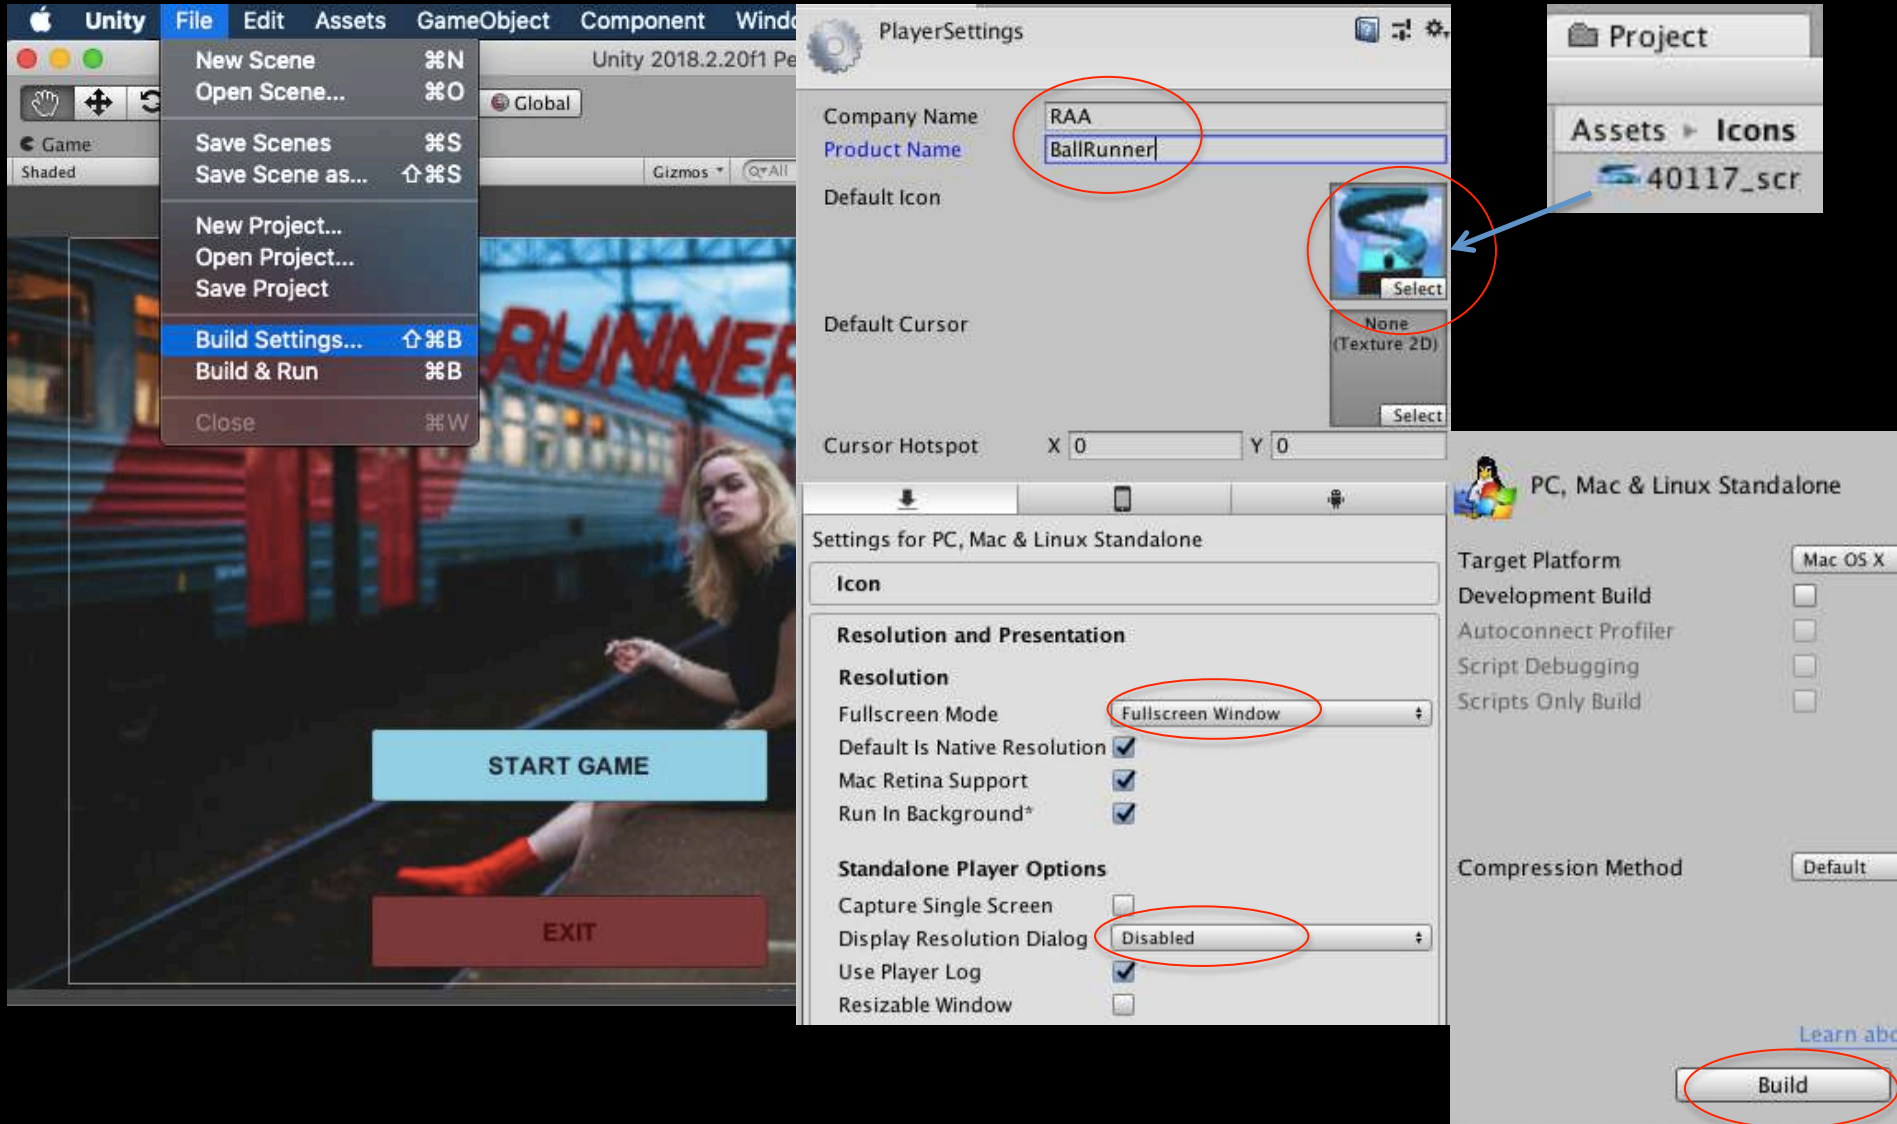 Unity File Edit Assets GameObject Component
Unity 2018.2.20f1
Global
Game
Shaded
Gizmos
All
New Scene ⌘N
Open Scene... ⌘O
Save Scenes ⌘S
Save Scene as... ⇧⌘S
New Project...
Open Project...
Save Project
Build Settings... ⇧⌘B
Build & Run ⌘B
Close ⌘W
RUNNER
START GAME
EXIT
PlayerSettings
Company Name RAA
Product Name BallRunner
Default Icon
Select
Default Cursor
None
(Texture 2D)
Select
Cursor Hotspot X 0 Y 0
Settings for PC, Mac & Linux Standalone
Icon
Resolution and Presentation
Resolution
Fullscreen Mode Fullscreen Window
Default Is Native Resolution
Mac Retina Support
Run In Background*
Standalone Player Options
Capture Single Screen
Display Resolution Dialog Disabled
Use Player Log
Resizable Window
Project
Assets Icons
40117_scr
PC, Mac & Linux Standalone
Target Platform Mac OS X
Development Build
Autoconnect Profiler
Script Debugging
Scripts Only Build
Compression Method Default
Learn
Build